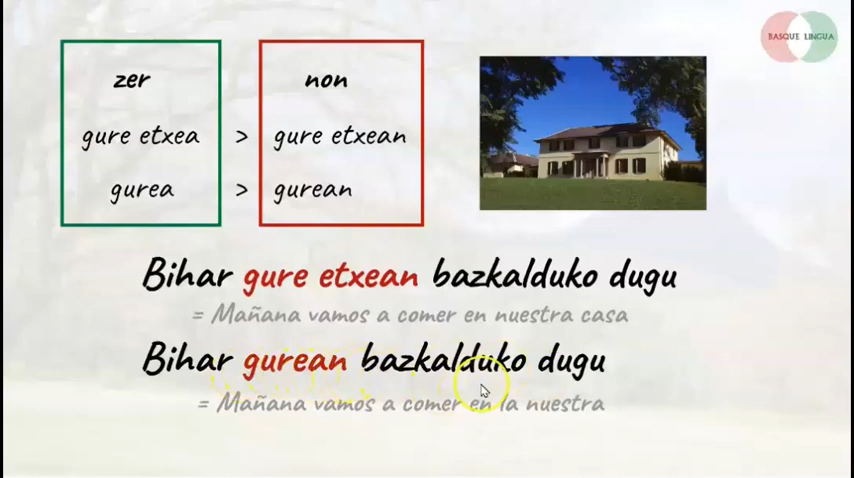 BASQUE LINGUA
zer
non
gure etxea > gure etxean
gurea > gurean
Bihar gure etxean bazkalduko dugu
= Mañana vamos a comer en nuestra casa
Bihar gurean bazkalduko dugu
= Mañana vamos a comer en la nuestra